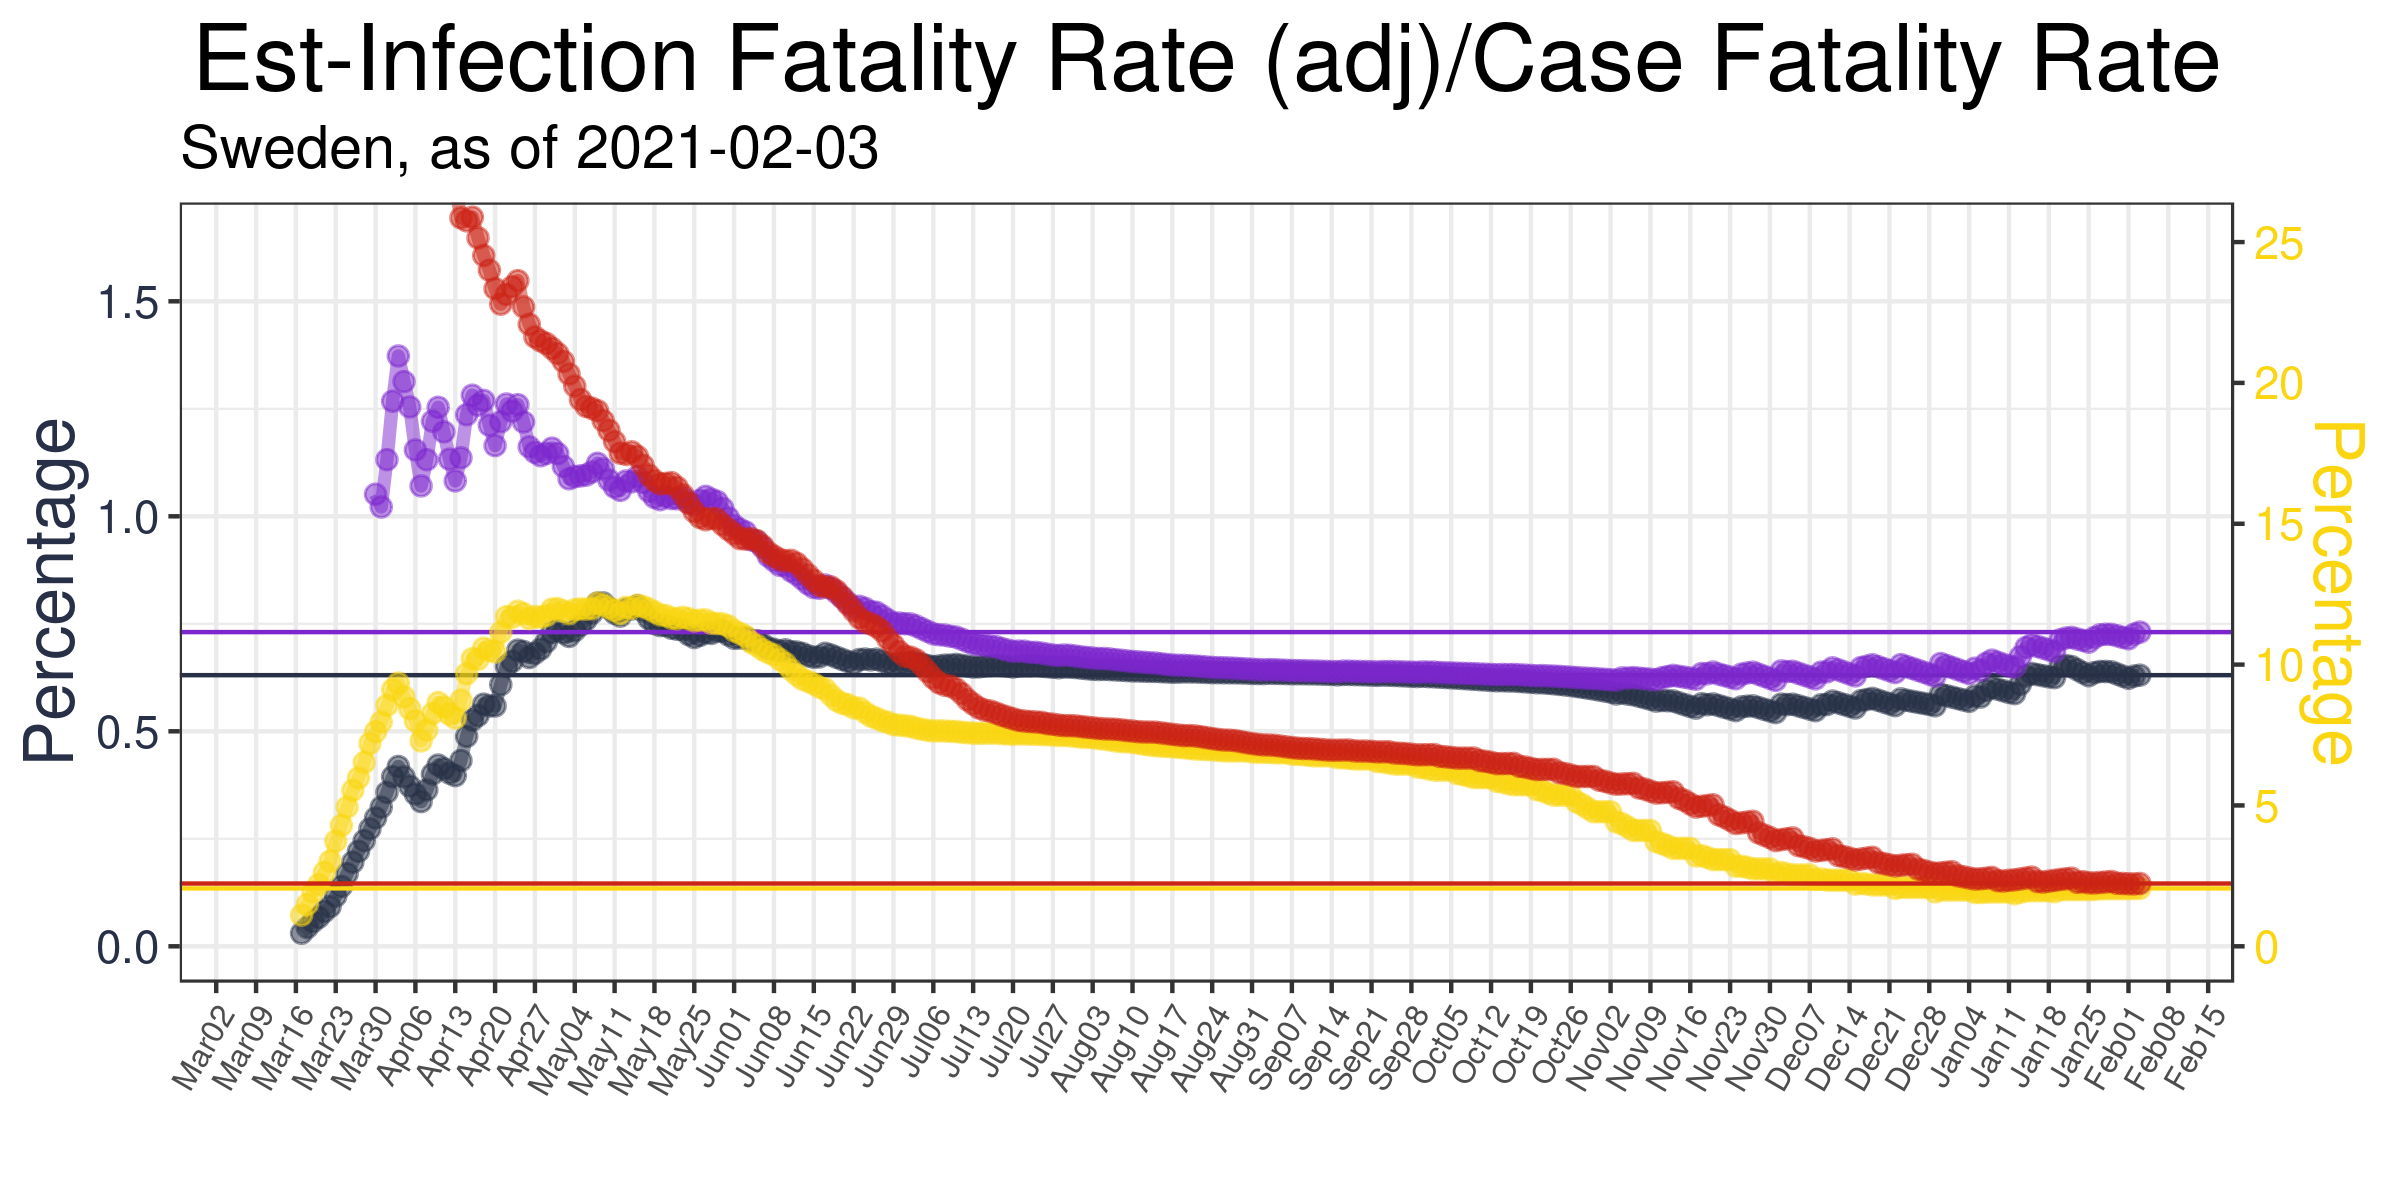 Est-Infection Fatality Rate (adj)/Case Fatality Rate
Sweden, as of 2021-02-03
Percentage
1.5
1.0
0.5
0.0
25
20
15
10
5
0
Percentage
Mar02 Mar09 Mar16 Mar23 Mar30 Apr06 Apr13 Apr20 Apr27 May04 May11 May18 May25 Jun01 Jun08 Jun15 Jun22 Jun29 Jul06 Jul13 Jul20 Jul27 Aug03 Aug10 Aug17 Aug24 Aug31 Sep07 Sep14 Sep21 Sep28 Oct05 Oct12 Oct19 Oct26 Nov02 Nov09 Nov16 Nov23 Nov30 Dec07 Dec14 Dec21 Dec28 Jan04 Jan11 Jan18 Jan25 Feb01 Feb08 Feb15